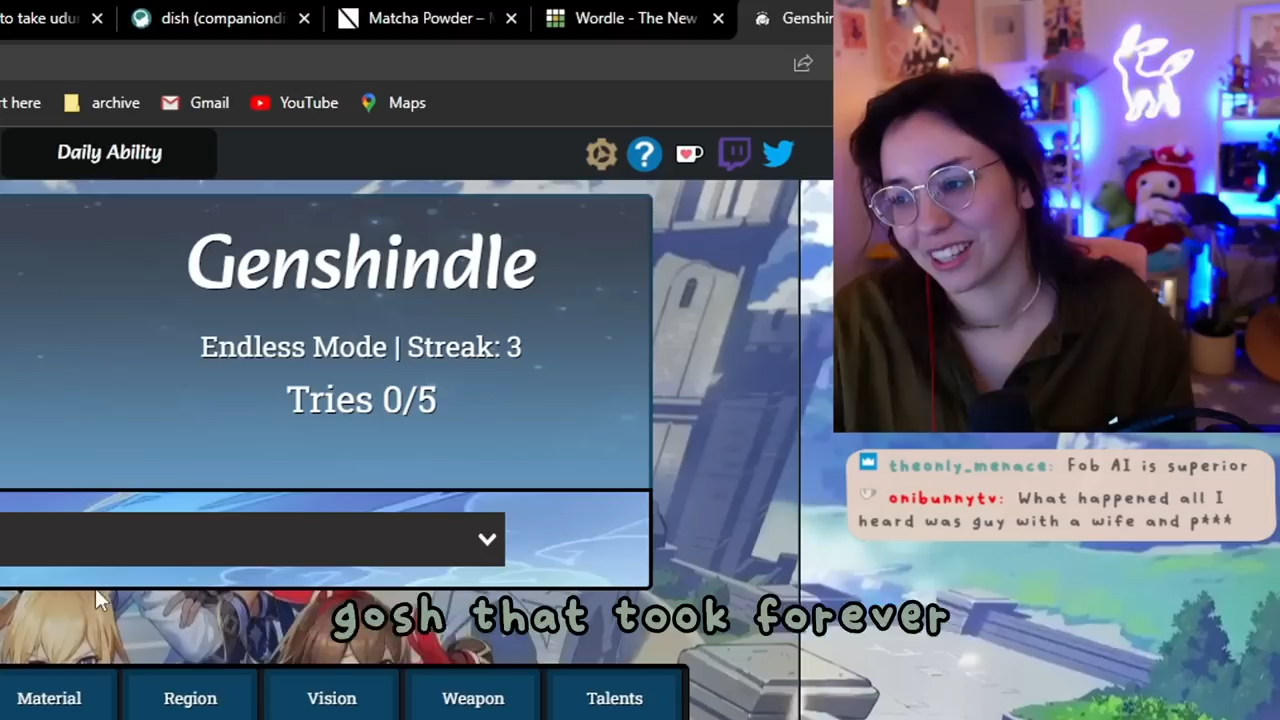 to take udu
dish (companiondi
Matcha Powder –
Wordle - The New
Genshin
rt here
archive
Gmail
YouTube
Maps
Daily Ability
Genshindle
Endless Mode | Streak: 3
Tries 0/5
theonly_menace: Fob AI is superior
onibunnytv: What happened all I
heard was guy with a wife and p***
gosh that took forever
Material
Region
Vision
Weapon
Talents